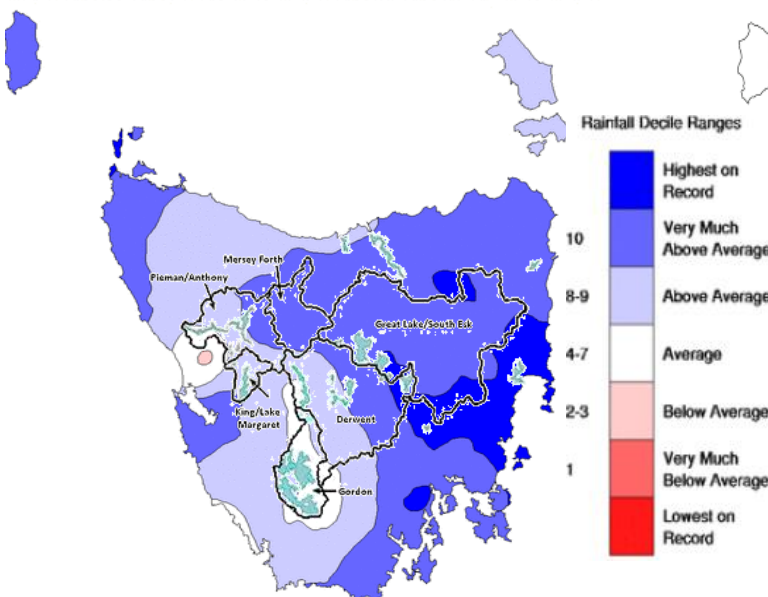 Rainfall Decile Ranges
Highest on
Record
10
Very Much
Above Average
8-9
Above Average
4-7
Average
2-3
Below Average
1
Very Much
Below Average
Lowest on
Record
Mersey Forth
Pieman/Anthony
Great Lake/South Esk
King/Lake
Margaret
Derwent
Gordon